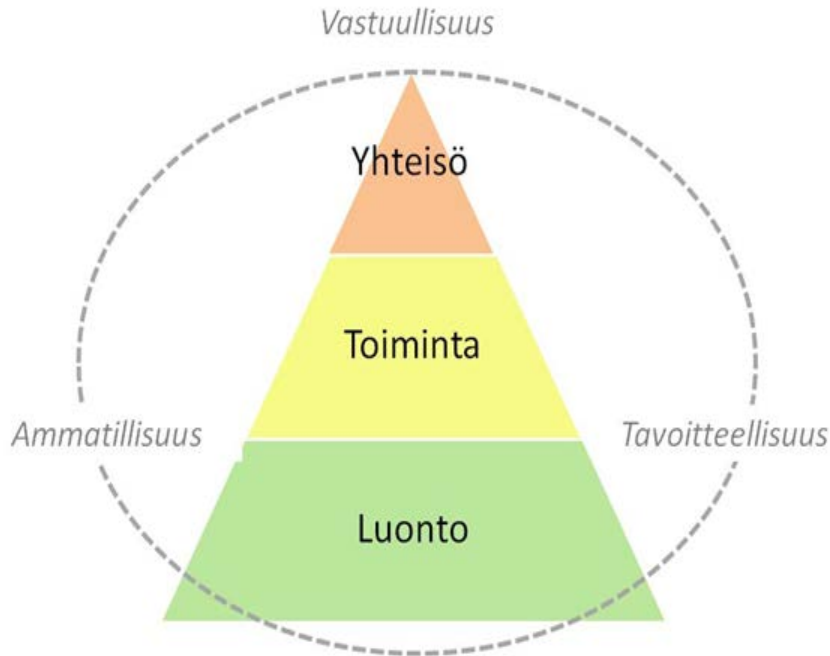 Vastuullisuus
Yhteisö
Toiminta
Ammatillisuus
Tavoitteellisuus
Luonto